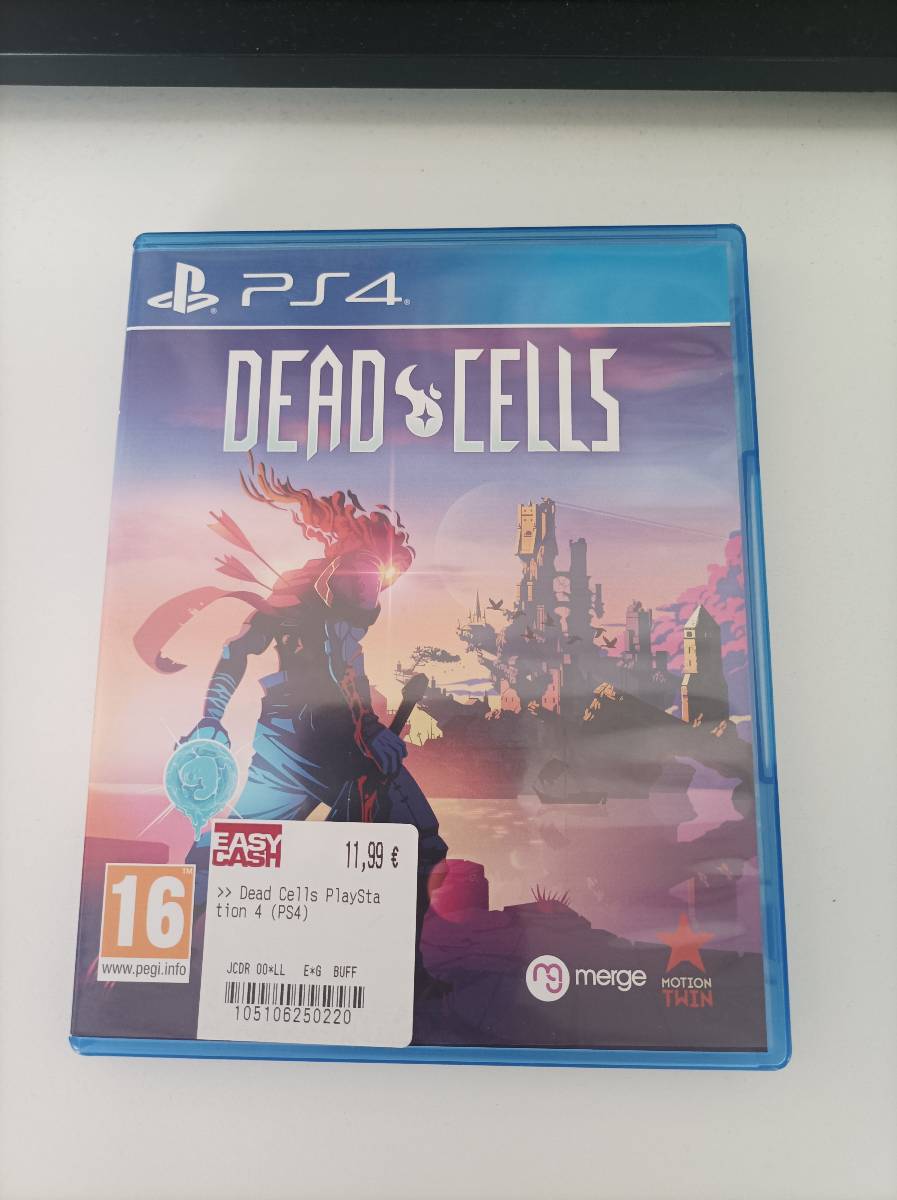 PS4
DEAD CELLS
EASY
CASH
11,99 €
>> Dead Cells PlaySta
tion 4 (PS4)
JCDR 00*LL E*G BUFF
105106250220
16
TM
www.pegi.info
merge
MOTION
TWIN